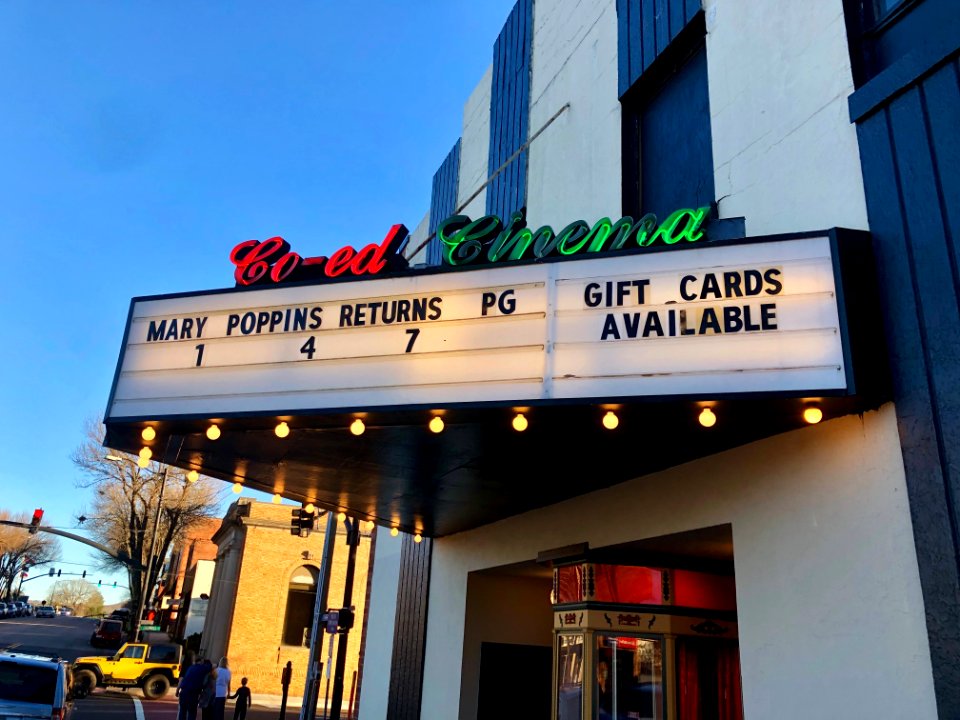 Co-ed Cinema
MARY POPPINS RETURNS PG
1 4 7
GIFT CARDS
AVAILABLE